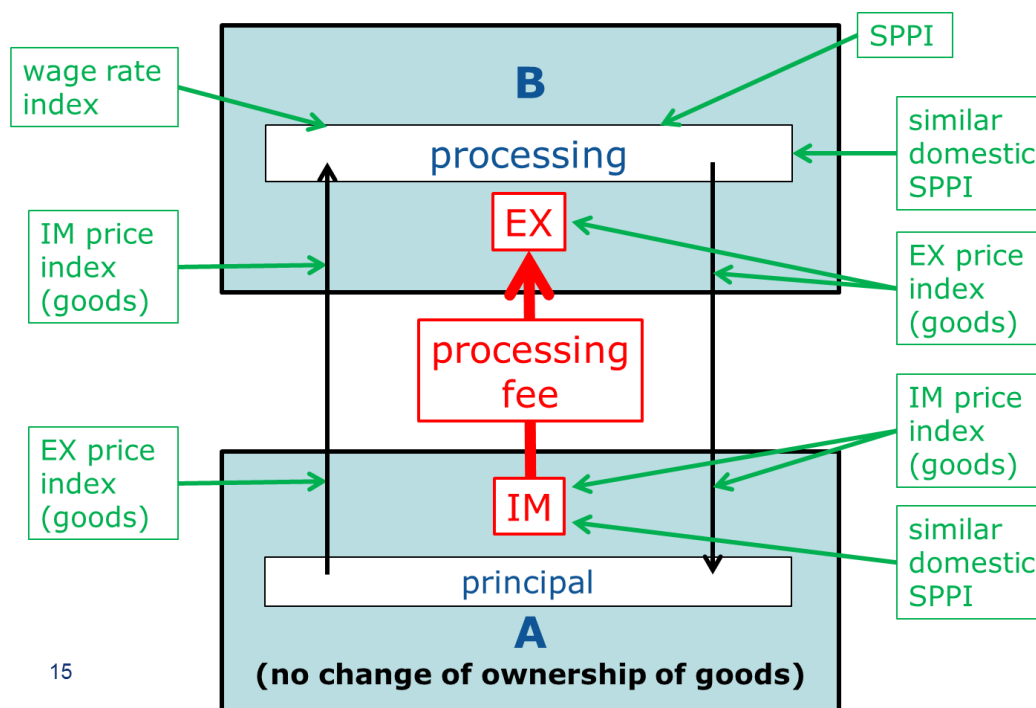 SPPI
wage rate
index
B
similar
domestic
SPPI
processing
EX
IM price
index
(goods)
EX price
index
(goods)
processing
fee
IM price
index
(goods)
EX price
index
(goods)
IM
similar
domestic
SPPI
principal
A
15
(no change of ownership of goods)